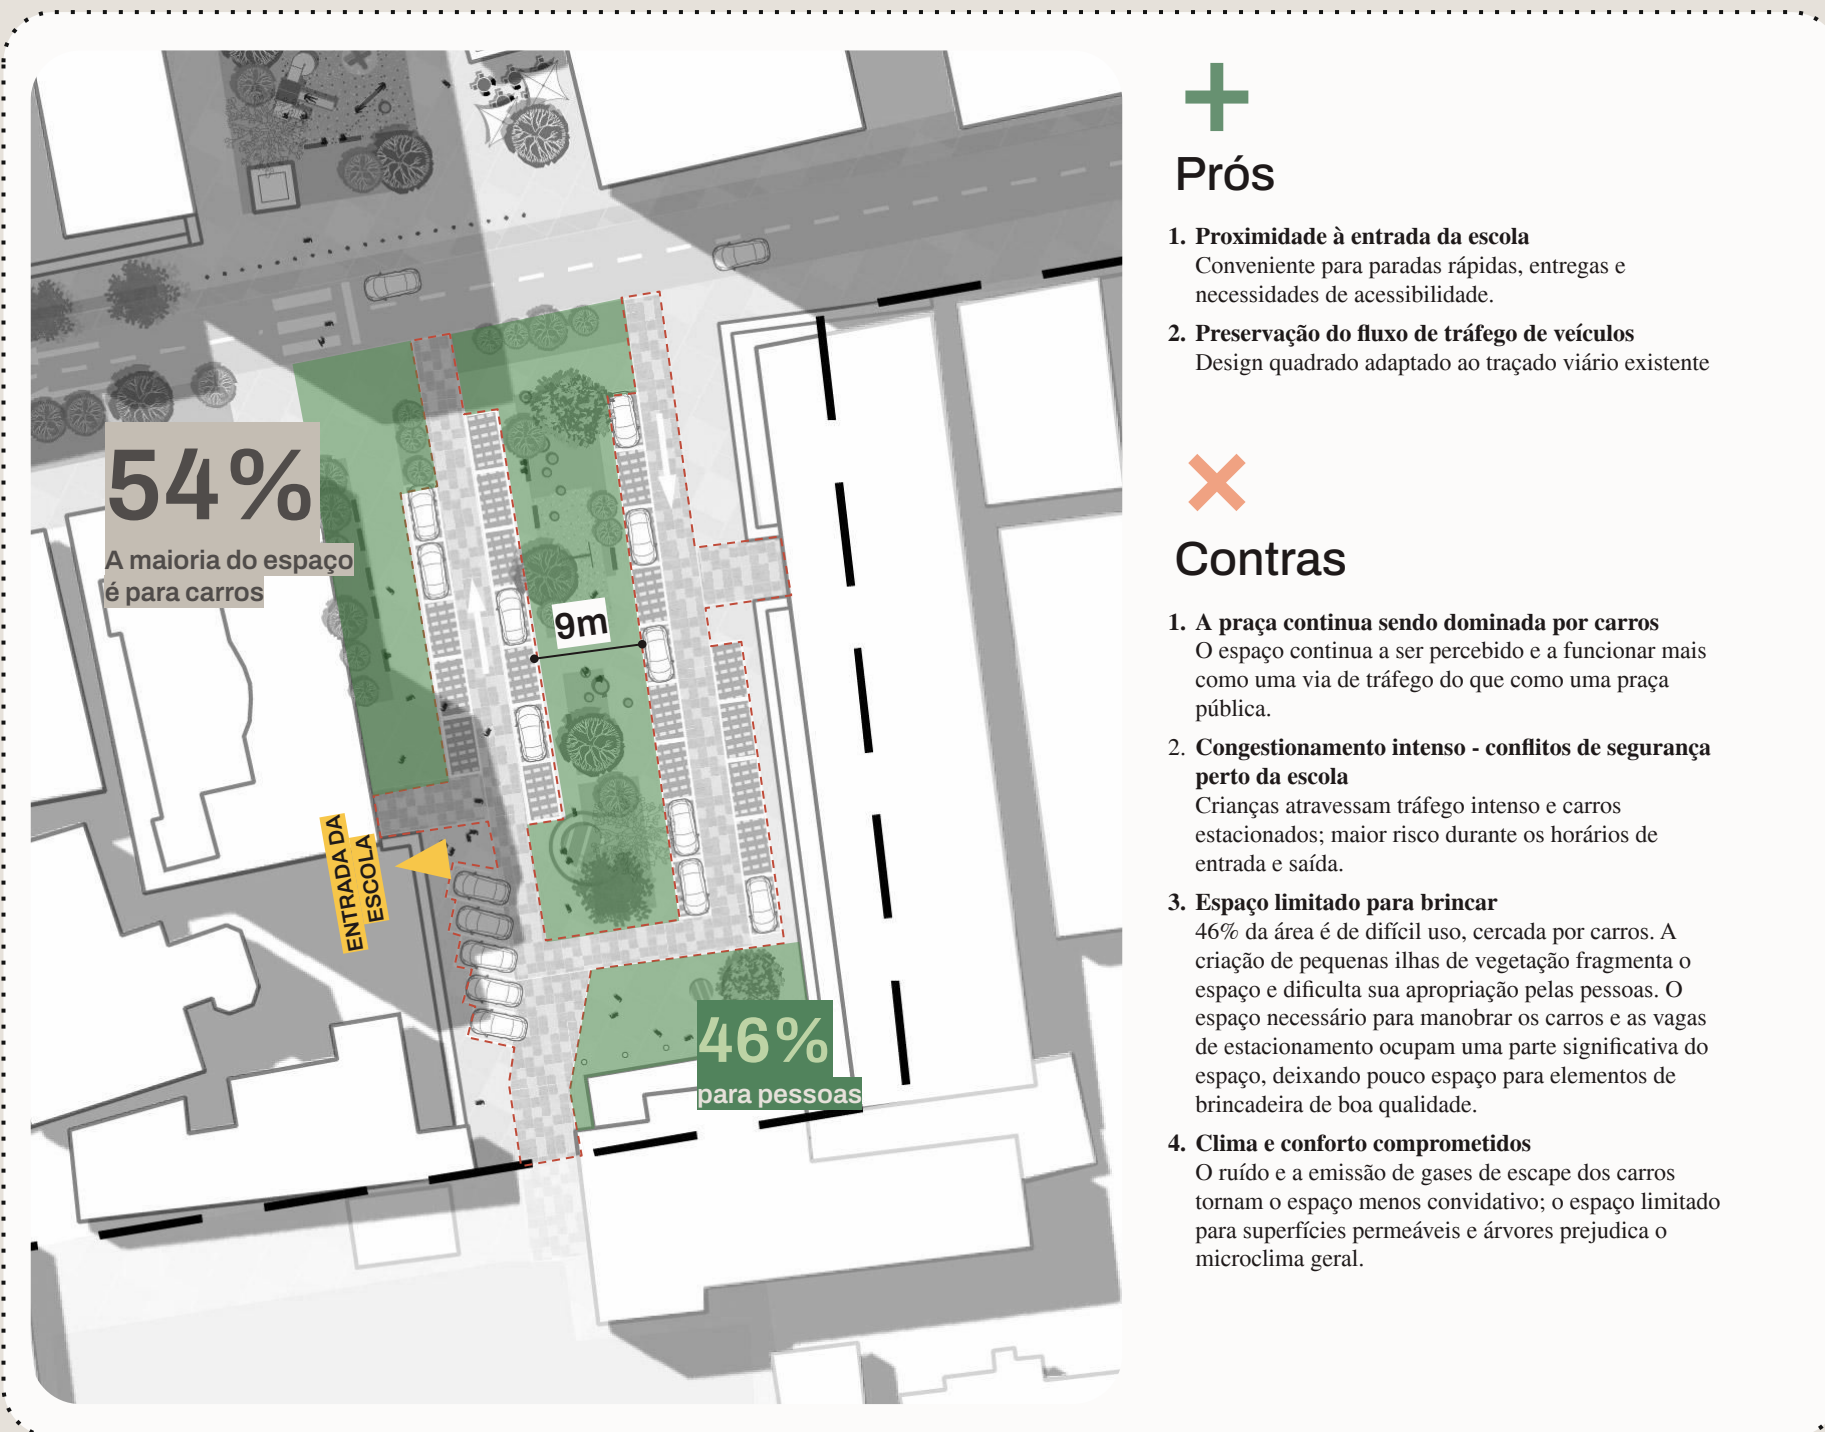 54%
A maioria do espaço
é para carros
9m
ENTRADA DA
ESCOLA
46%
para pessoas
Prós
1. Proximidade à entrada da escola
Conveniente para paradas rápidas, entregas e
necessidades de acessibilidade.
2. Preservação do fluxo de tráfego de veículos
Design quadrado adaptado ao traçado viário existente
Contras
1. A praça continua sendo dominada por carros
O espaço continua a ser percebido e a funcionar mais
como uma via de tráfego do que como uma praça
pública.
2. Congestionamento intenso - conflitos de segurança
perto da escola
Crianças atravessam tráfego intenso e carros
estacionados; maior risco durante os horários de
entrada e saída.
3. Espaço limitado para brincar
46% da área é de difícil uso, cercada por carros. A
criação de pequenas ilhas de vegetação fragmenta o
espaço e dificulta sua apropriação pelas pessoas. O
espaço necessário para manobrar os carros e as vagas
de estacionamento ocupam uma parte significativa do
espaço, deixando pouco espaço para elementos de
brincadeira de boa qualidade.
4. Clima e conforto comprometidos
O ruído e a emissão de gases de escape dos carros
tornam o espaço menos convidativo; o espaço limitado
para superfícies permeáveis e árvores prejudica o
microclima geral.